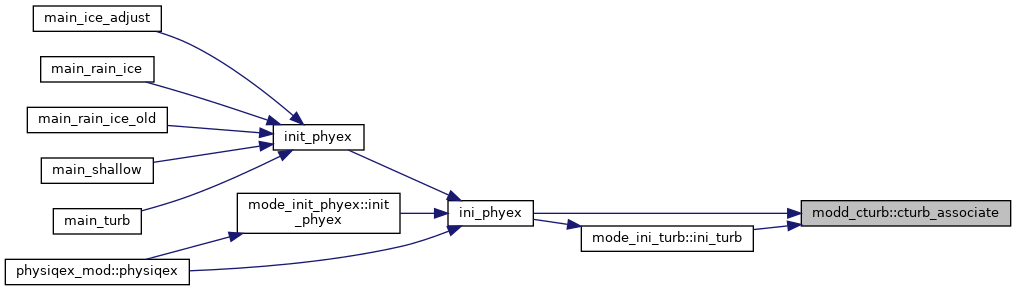 main_ice_adjust
main_rain_ice
main_rain_ice_old
main_shallow
main_turb
physiqex_mod::physiqex
init_phyex
mode_init_phyex::init
_phyex
ini_phyex
mode_ini_turb::ini_turb
modd_cturb::cturb_associate